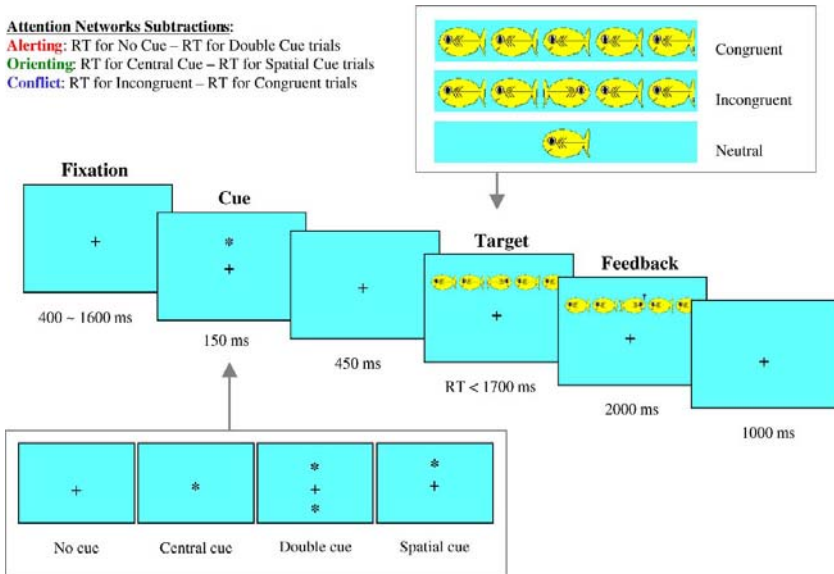 Attention Networks Subtractions:
Alerting: RT for No Cue – RT for Double Cue trials
Orienting: RT for Central Cue – RT for Spatial Cue trials
Conflict: RT for Incongruent – RT for Congruent trials
Congruent
Incongruent
Neutral
Fixation
Cue
Target
Feedback
400 ~ 1600 ms
150 ms
450 ms
RT < 1700 ms
2000 ms
1000 ms
No cue
Central cue
Double cue
Spatial cue